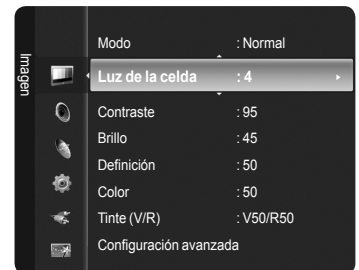 Imagen
Modo : Normal
Luz de la celda : 4
Contraste : 95
Brillo : 45
Definición : 50
Color : 50
Tinte (V/R) : V50/R50
Configuración avanzada